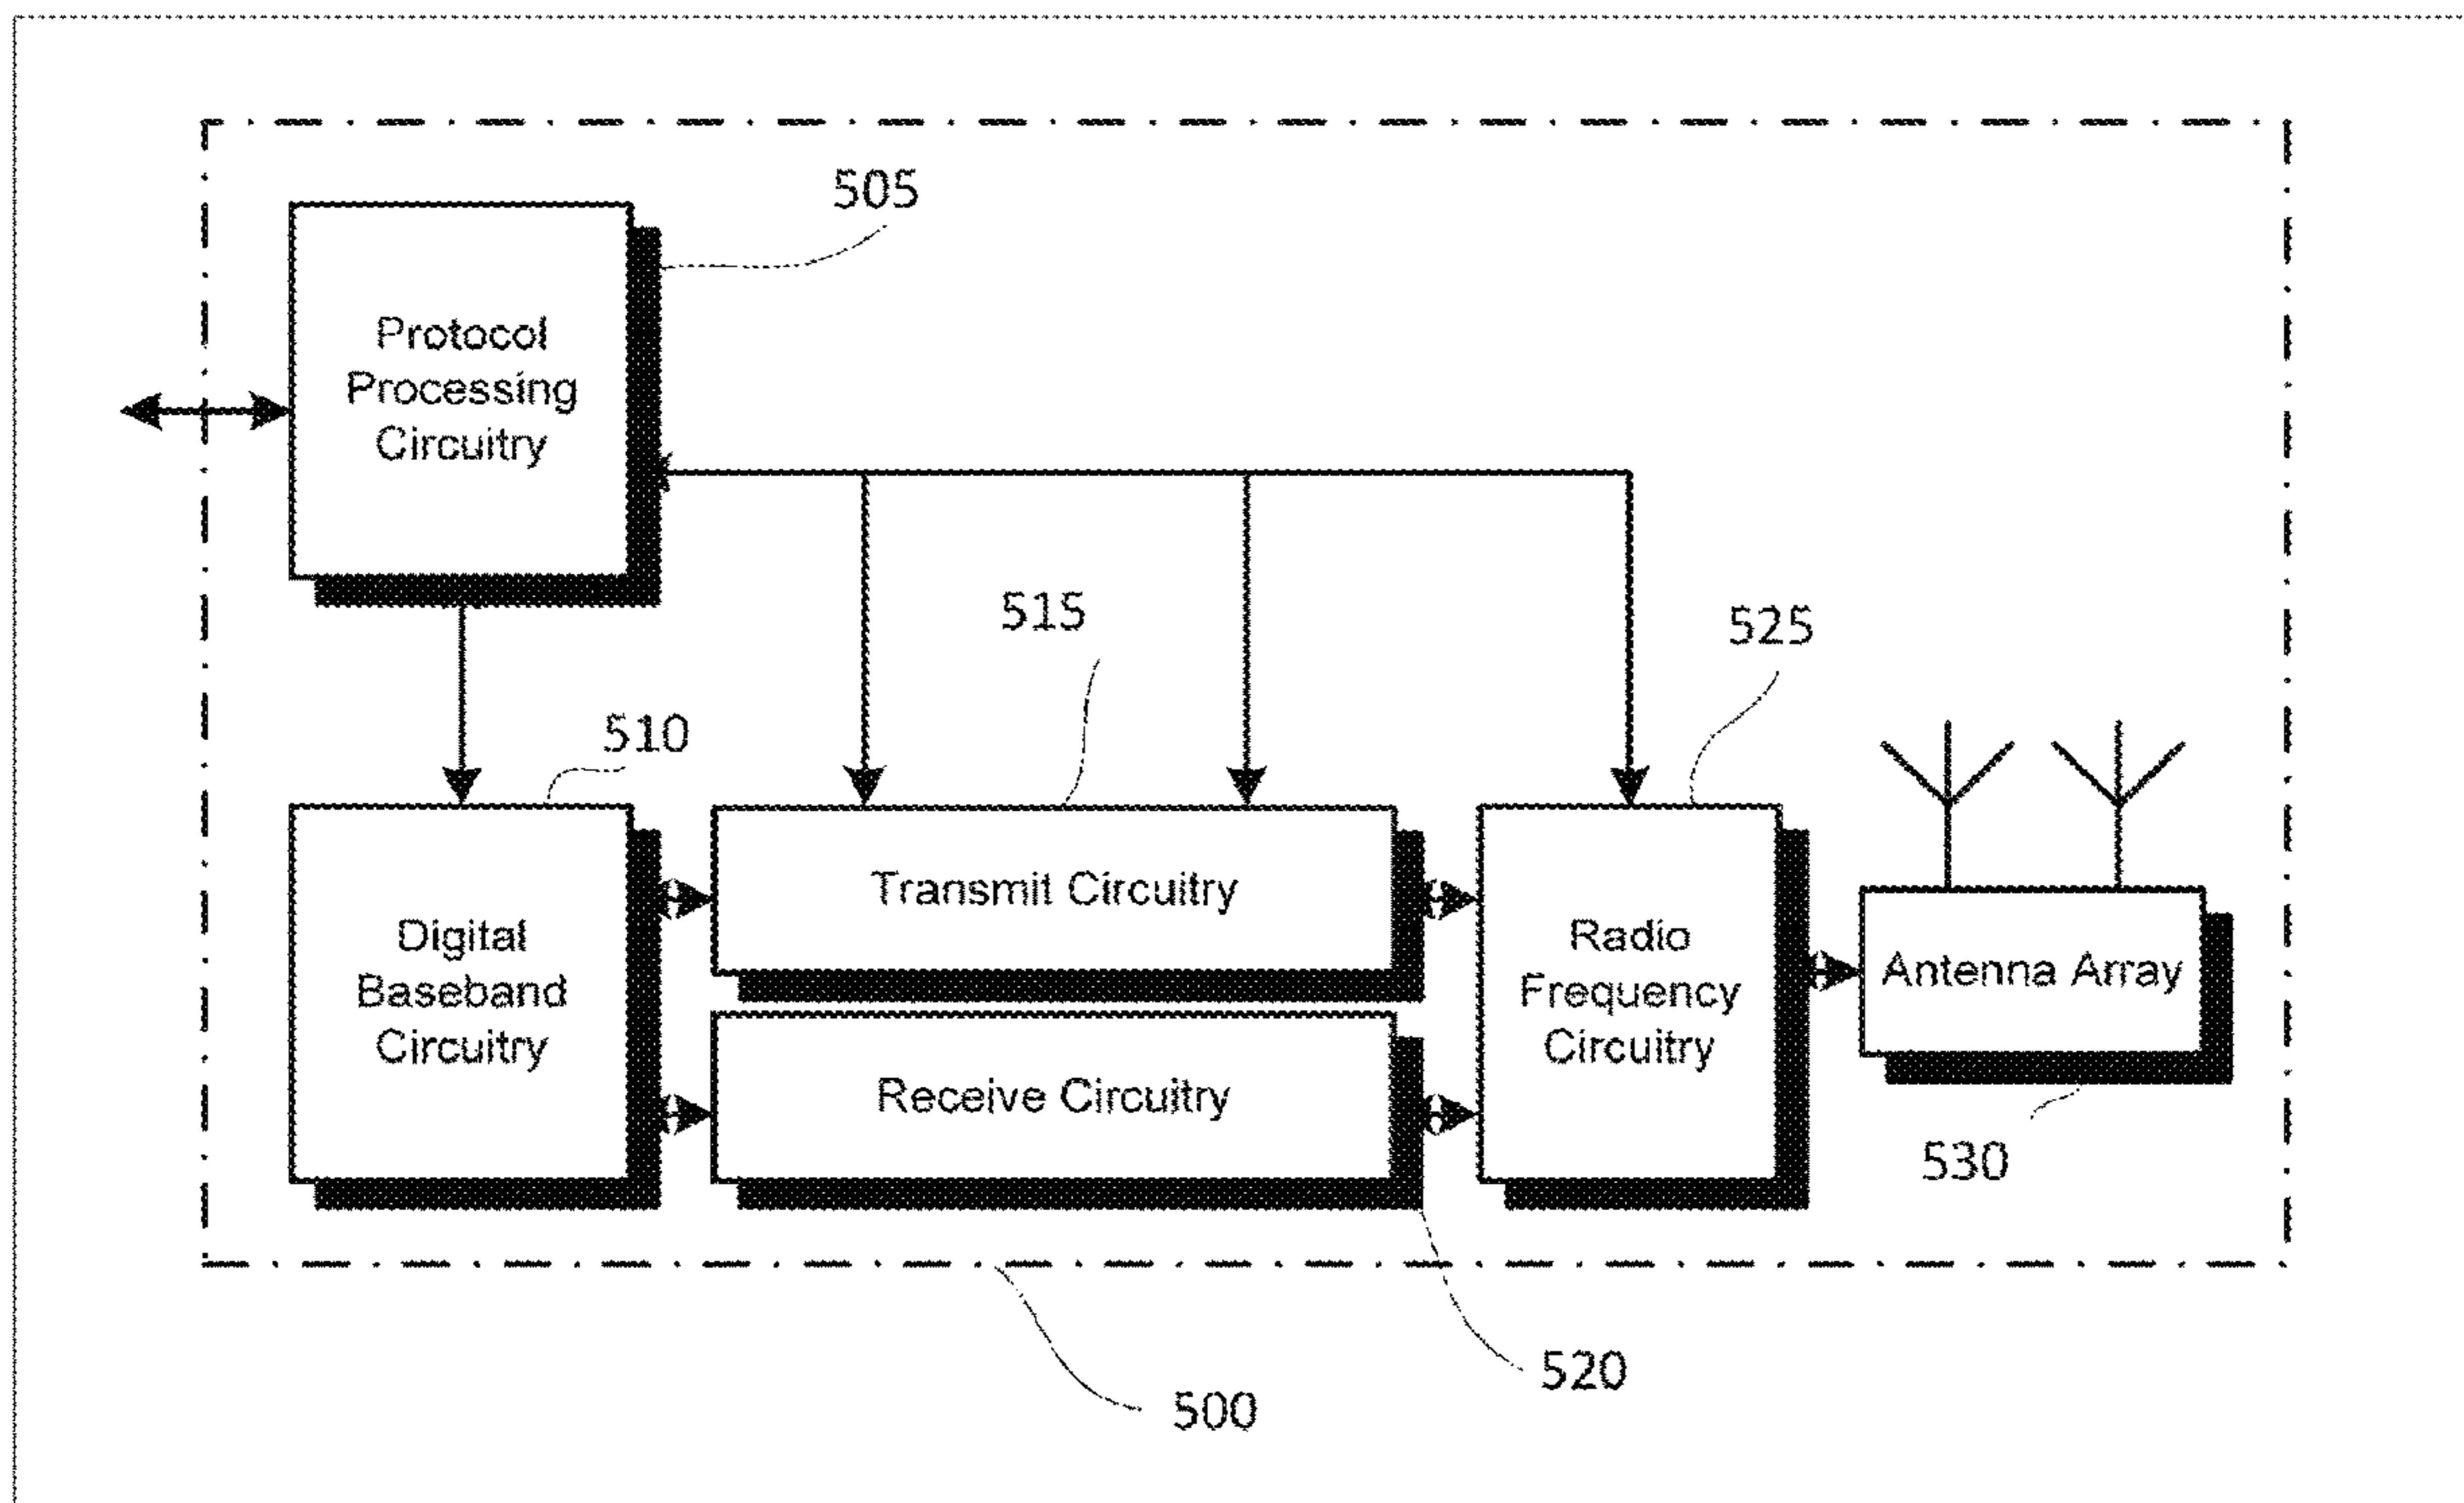 505
Protocol
Processing
Circuitry
515
525
510
Transmit Circuitry
Digital
Baseband
Circuitry
Radio
Frequency
Circuitry
Antenna Array
Receive Circuitry
530
520
500